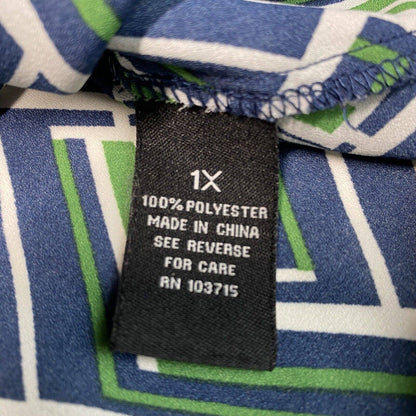 1X
100% POLYESTER
MADE IN CHINA
SEE REVERSE
FOR CARE
RN 103715